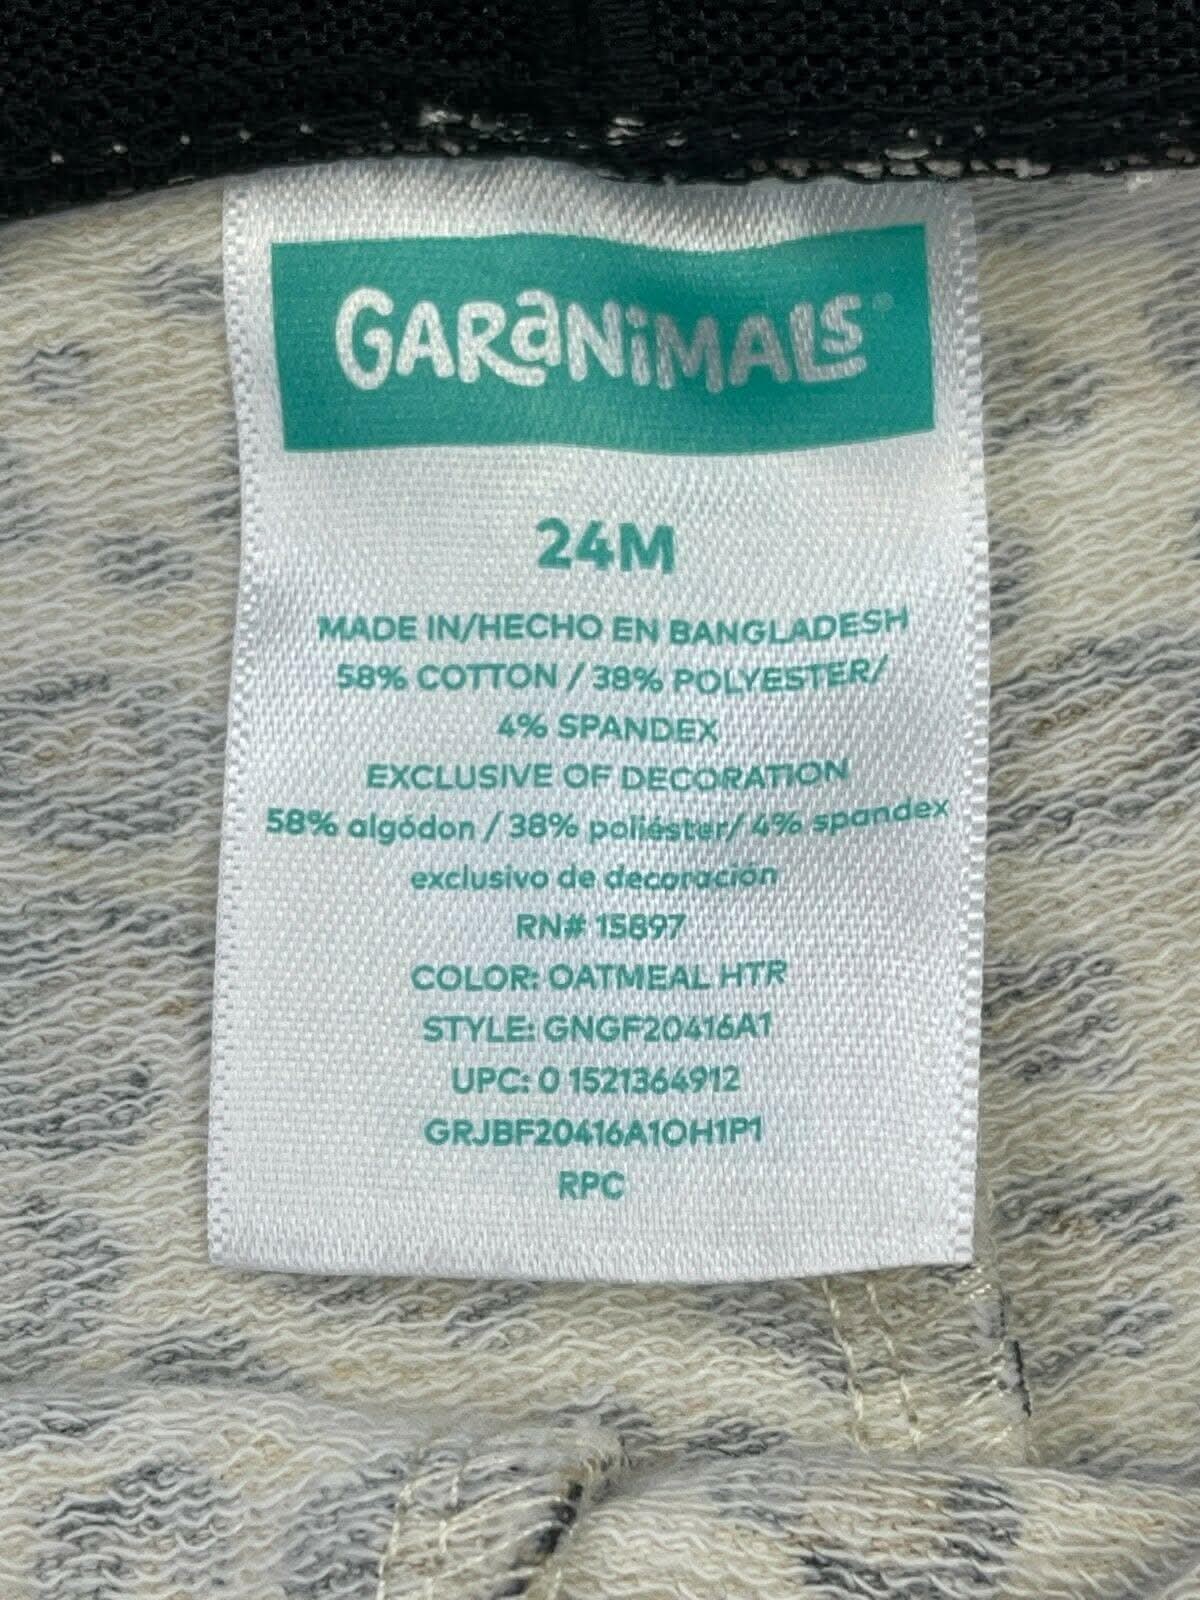 GARaNiMALS®
24M
MADE IN/HECHO EN BANGLADESH
58% COTTON / 38% POLYESTER/
4% SPANDEX
EXCLUSIVE OF DECORATION
58% algódon / 38% poliéster/ 4% spandex
exclusivo de decoración
RN# 15897
COLOR: OATMEAL HTR
STYLE: GNGF20416A1
UPC: 0 1521364912
GRJBF20416A1OH1P1
RPC